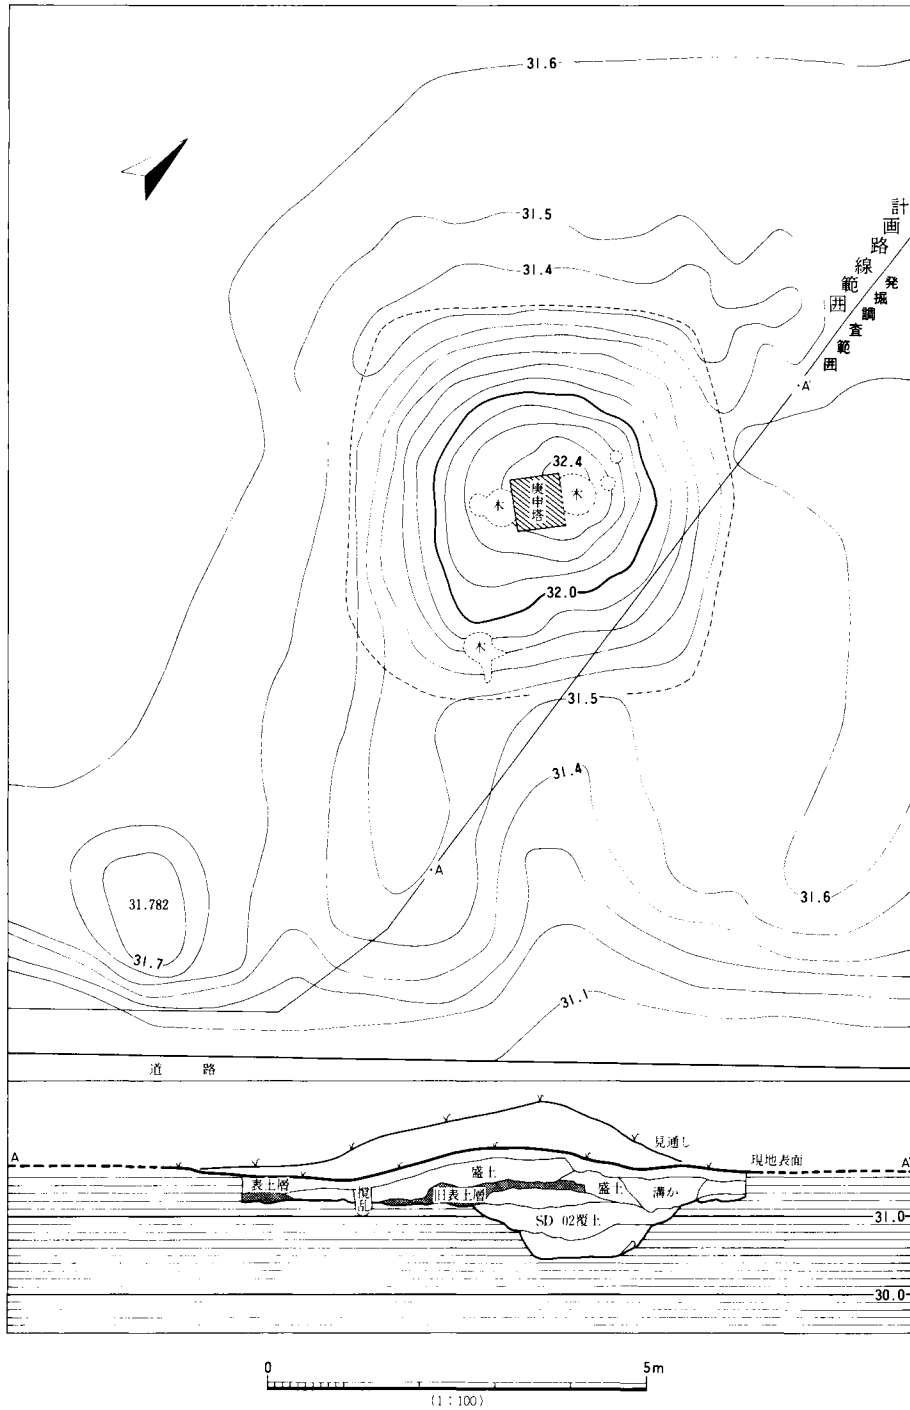 31.6
31.5
31.4
計画路線範囲
発掘調査範囲
A'
32.4
木
庚申塔
木
32.0
木
31.5
31.4
A
31.782
31.7
31.6
31.1
道 路
見通し
A
現地表面
A'
盛土
表土層
攪乱
旧表土層
盛土
溝か
SD 02覆土
31.0
30.0
0
5m
(1:100)